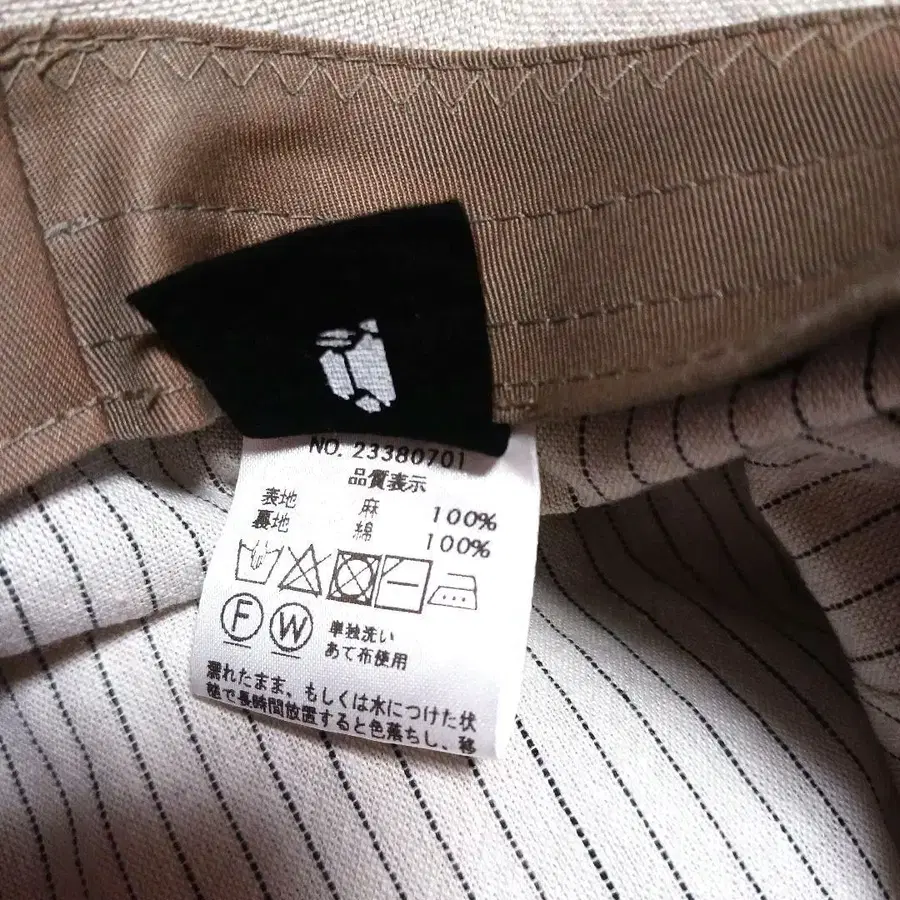 NO. 23380701
品質表示
表地 麻 100%
裏地 綿 100%
F W 単独洗い
あて布使用
濡れたまま、もしくは水につけた状
態で長時間放置すると色落ちし、移